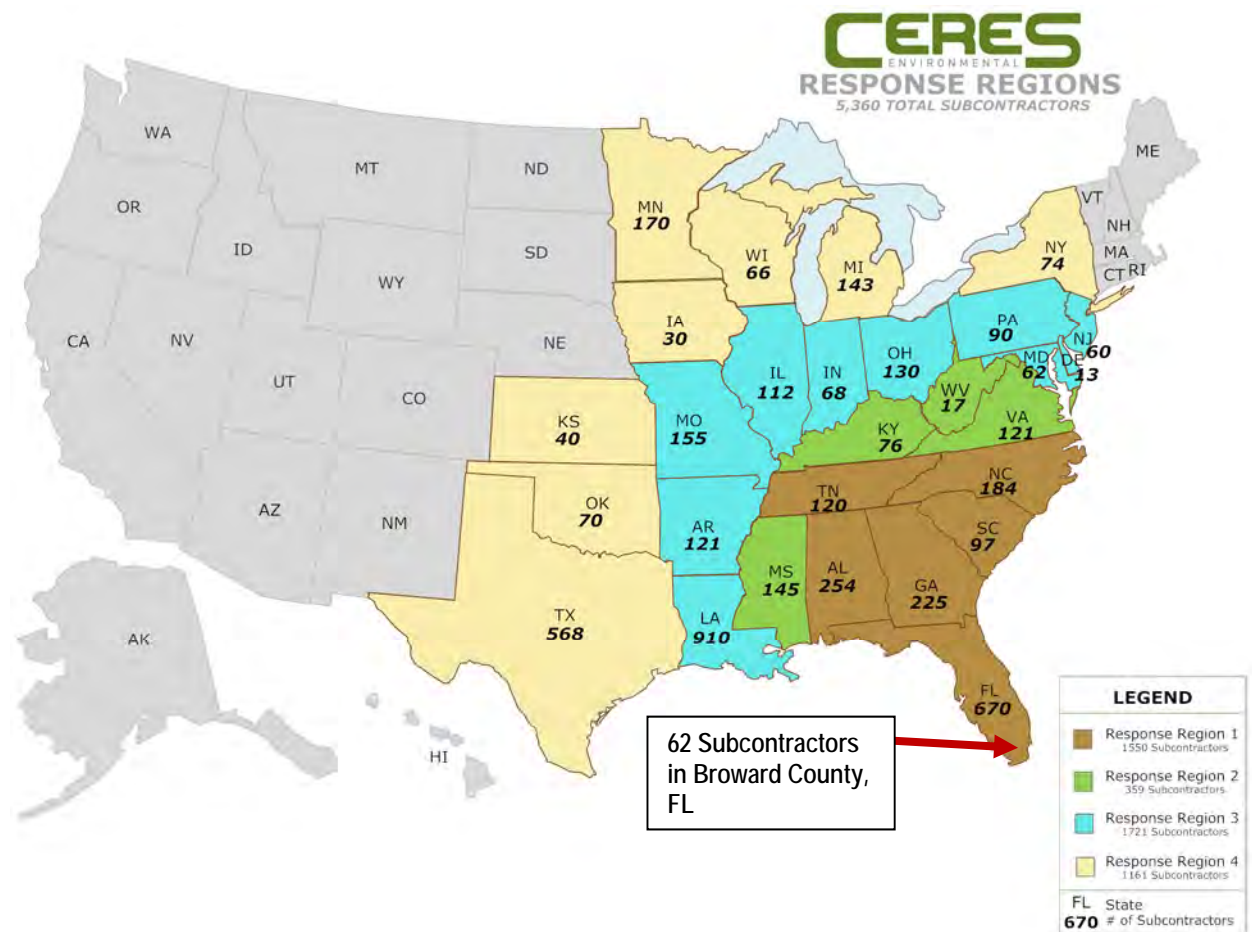 CERES
ENVIRONMENTAL
RESPONSE REGIONS
5,360 TOTAL SUBCONTRACTORS
WA
MT
ND
MN
170
ME
VT
NH
MA
CT RI
OR
ID
WY
SD
WI
66
MI
143
NY
74
CA
NV
UT
CO
NE
IA
30
IL
112
IN
68
OH
130
PA
90
NJ
60
MD
62
DE
13
KS
40
MO
155
KY
76
WV
17
VA
121
AZ
NM
OK
70
AR
121
TN
120
NC
184
SC
97
TX
568
LA
910
MS
145
AL
254
GA
225
AK
HI
FL
670
62 Subcontractors
in Broward County,
FL
LEGEND
Response Region 1
1550 Subcontractors
Response Region 2
359 Subcontractors
Response Region 3
1721 Subcontractors
Response Region 4
1161 Subcontractors
FL State
670 # of Subcontractors